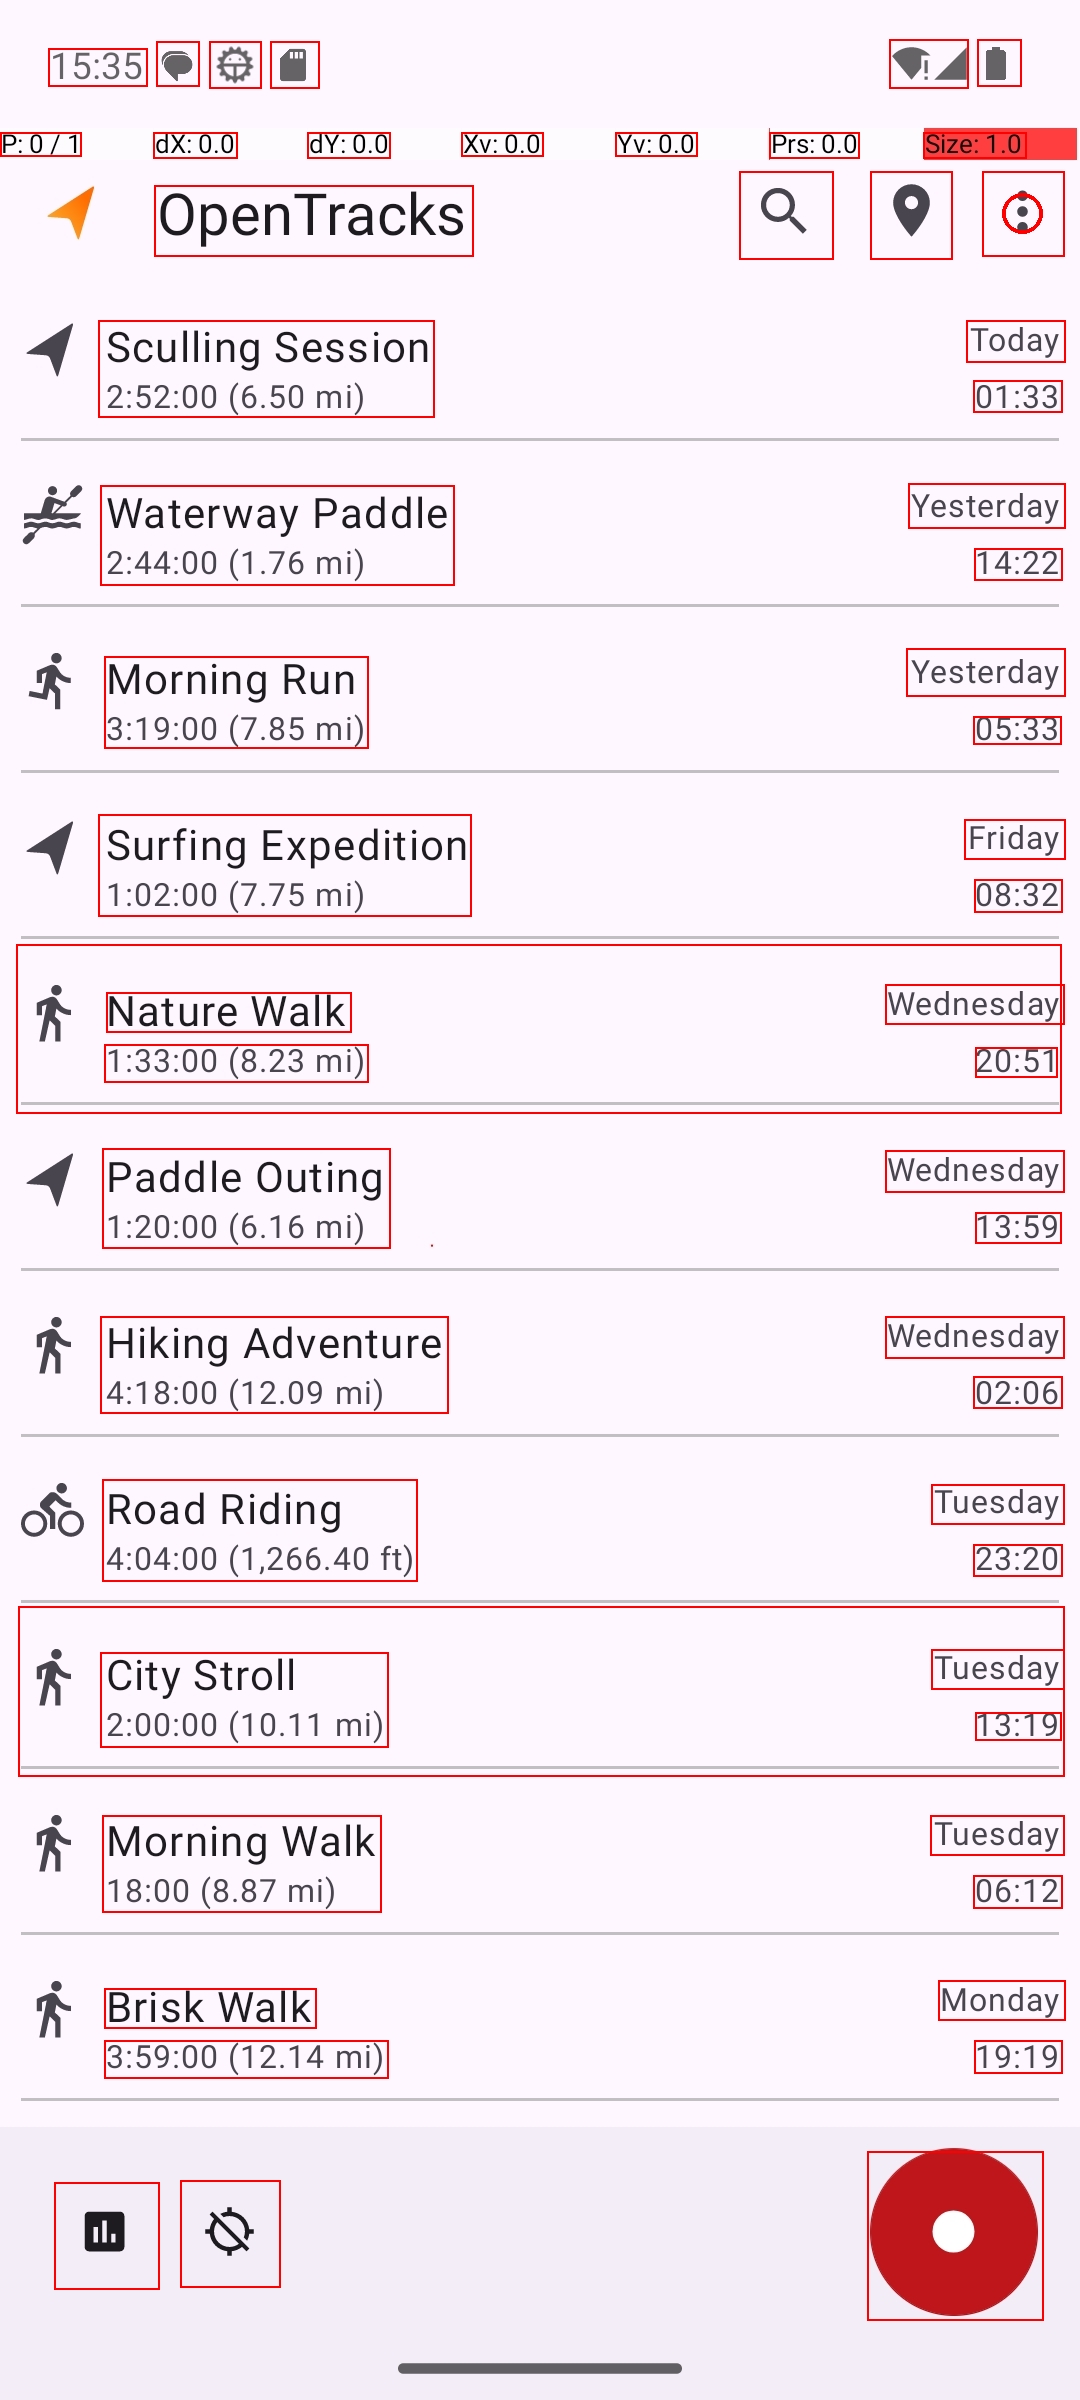 15:35
P: 0 / 1 dX: 0.0 dY: 0.0 Xv: 0.0 Yv: 0.0 Prs: 0.0 Size: 1.0
OpenTracks
Sculling Session Today
2:52:00 (6.50 mi) 01:33
Waterway Paddle Yesterday
2:44:00 (1.76 mi) 14:22
Morning Run Yesterday
3:19:00 (7.85 mi) 05:33
Surfing Expedition Friday
1:02:00 (7.75 mi) 08:32
Nature Walk Wednesday
1:33:00 (8.23 mi) 20:51
Paddle Outing Wednesday
1:20:00 (6.16 mi) 13:59
Hiking Adventure Wednesday
4:18:00 (12.09 mi) 02:06
Road Riding Tuesday
4:04:00 (1,266.40 ft) 23:20
City Stroll Tuesday
2:00:00 (10.11 mi) 13:19
Morning Walk Tuesday
18:00 (8.87 mi) 06:12
Brisk Walk Monday
3:59:00 (12.14 mi) 19:19